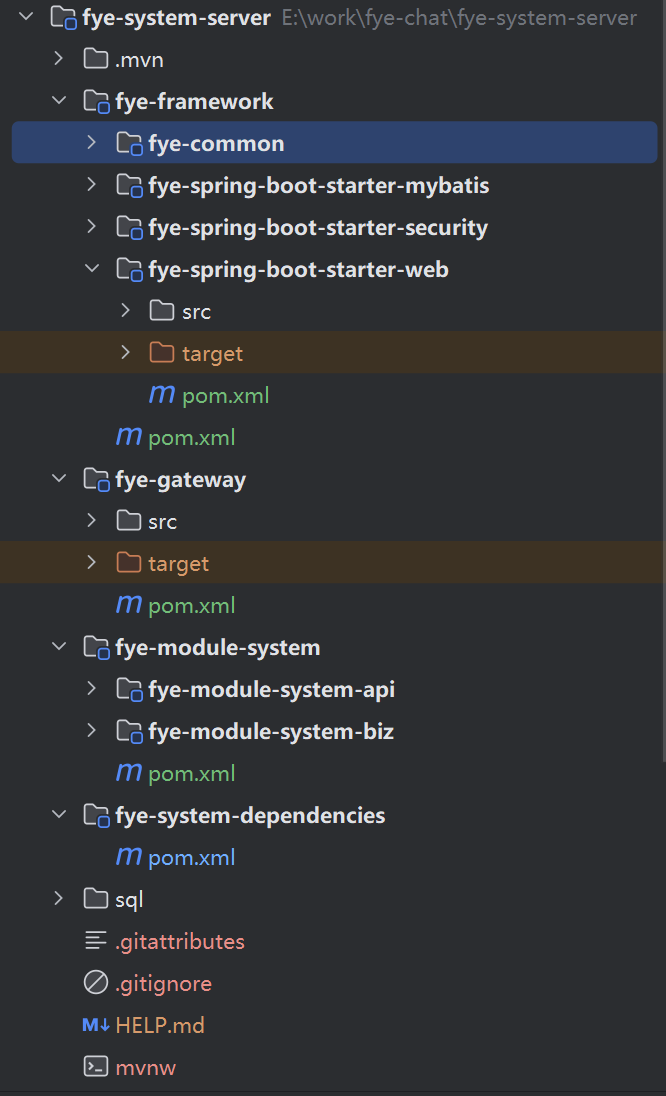 fye-system-server E:\work\fye-chat\fye-system-server
.mvn
fye-framework
fye-common
fye-spring-boot-starter-mybatis
fye-spring-boot-starter-security
fye-spring-boot-starter-web
src
target
m pom.xml
m pom.xml
fye-gateway
src
target
m pom.xml
fye-module-system
fye-module-system-api
fye-module-system-biz
m pom.xml
fye-system-dependencies
m pom.xml
sql
.gitattributes
.gitignore
M↓ HELP.md
mvnw